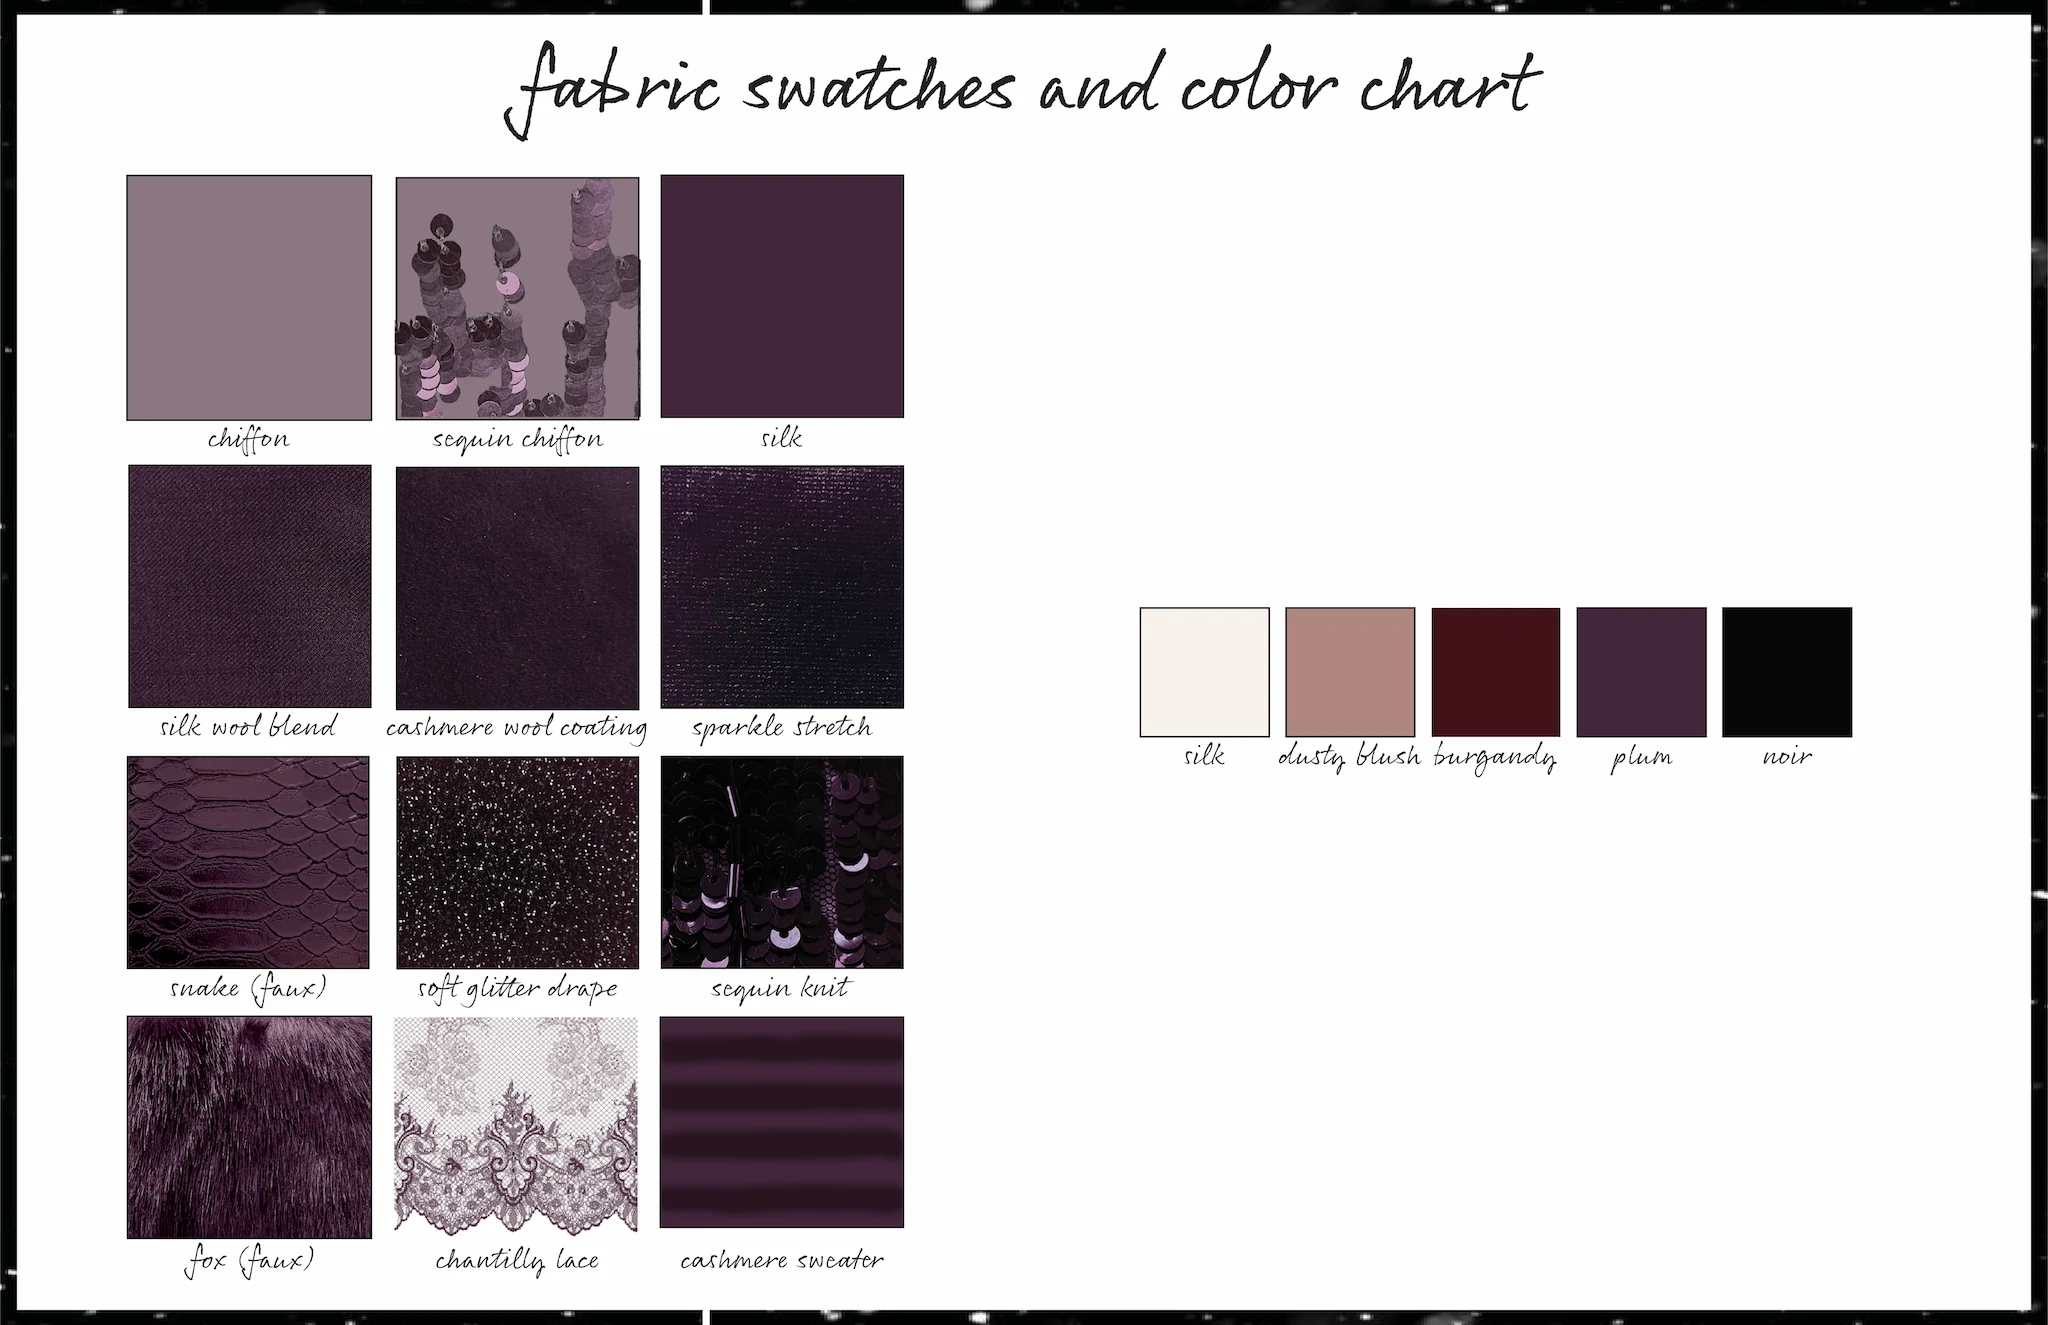 fabric swatches and color chart
chiffon
sequin chiffon
silk
silk wool blend
cashmere wool coating
sparkle stretch
snake (faux)
soft glitter drape
sequin knit
fox (faux)
chantilly lace
cashmere sweater
silk
dusty blush
burgandy
plum
noir